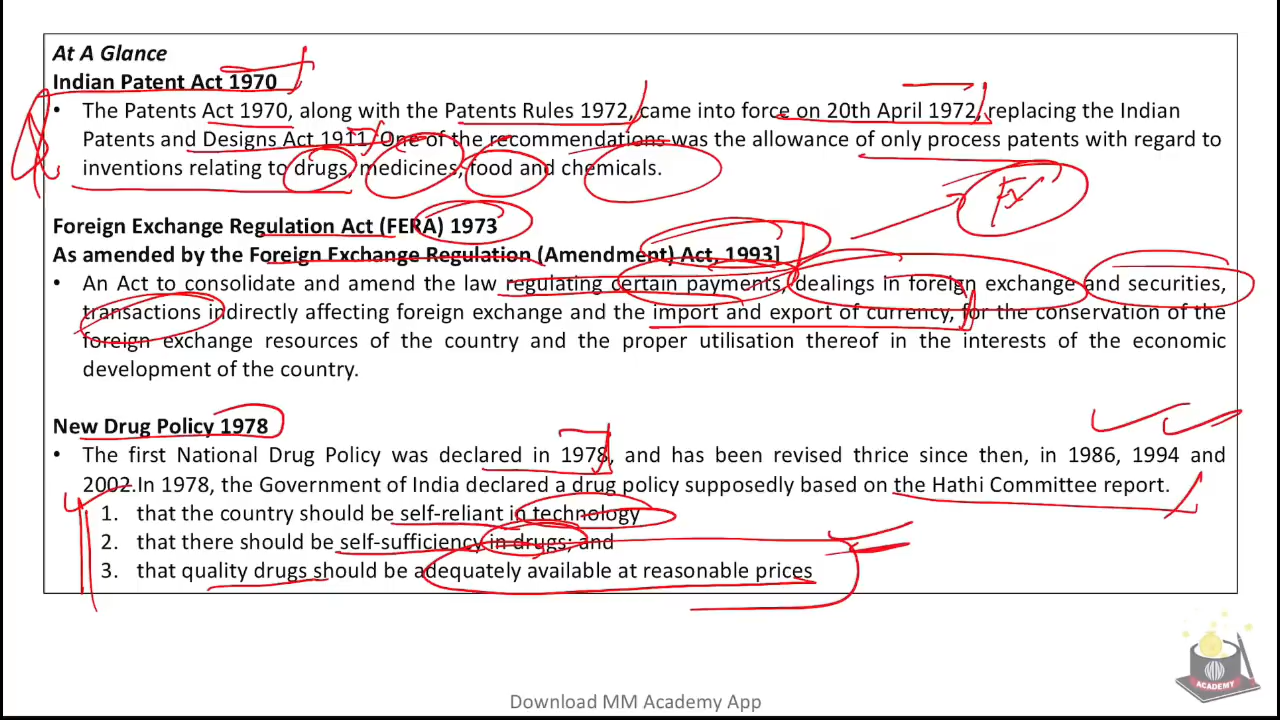 At A Glance
Indian Patent Act 1970
• The Patents Act 1970, along with the Patents Rules 1972, came into force on 20th April 1972, replacing the Indian
Patents and Designs Act 1911. One of the recommendations was the allowance of only process patents with regard to
inventions relating to drugs, medicines, food and chemicals.
Foreign Exchange Regulation Act (FERA) 1973
As amended by the Foreign Exchange Regulation (Amendment) Act, 1993]
• An Act to consolidate and amend the law regulating certain payments, dealings in foreign exchange and securities,
transactions indirectly affecting foreign exchange and the import and export of currency, for the conservation of the
foreign exchange resources of the country and the proper utilisation thereof in the interests of the economic
development of the country.
New Drug Policy 1978
• The first National Drug Policy was declared in 1978, and has been revised thrice since then, in 1986, 1994 and
2002.In 1978, the Government of India declared a drug policy supposedly based on the Hathi Committee report.
1. that the country should be self-reliant in technology
2. that there should be self-sufficiency in drugs; and
3. that quality drugs should be adequately available at reasonable prices
ACADEMY
Download MM Academy App